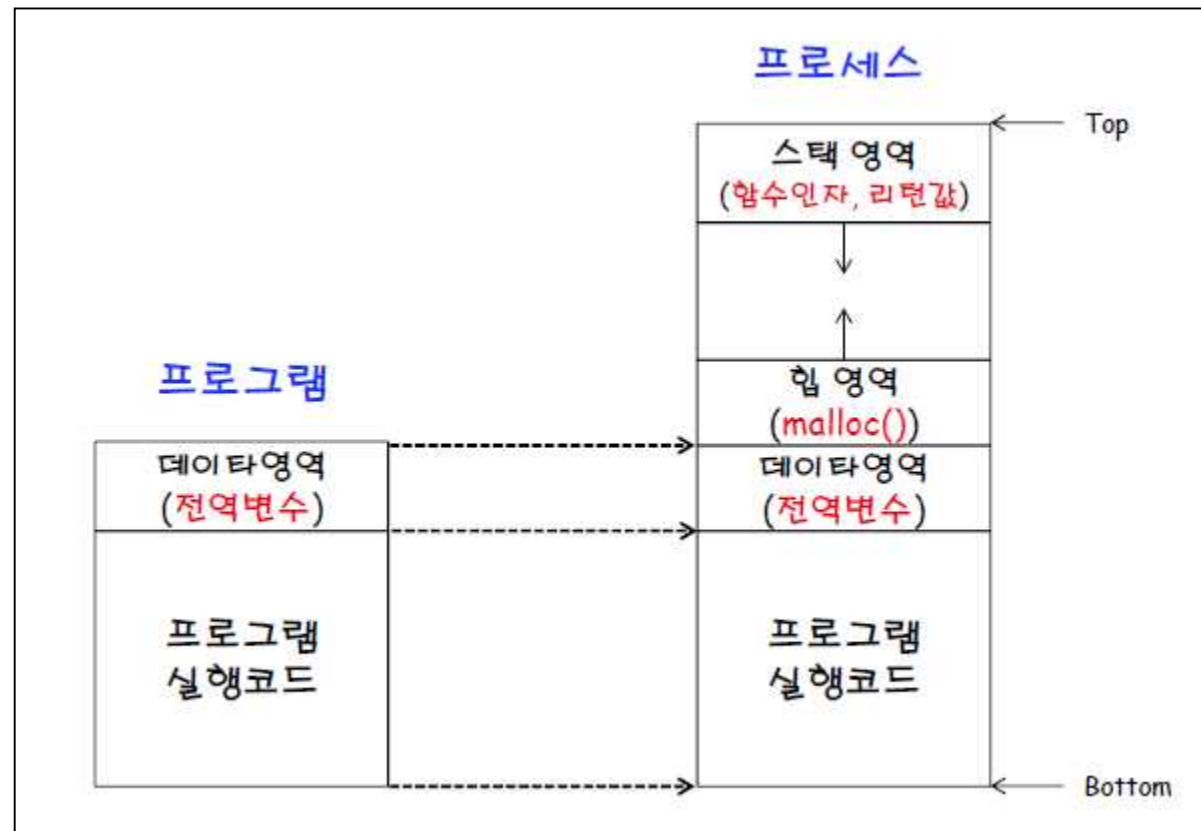 프로세스
Top
스택 영역
(함수인자, 리턴값)
프로그램
힙 영역
(malloc())
데이타영역
(전역변수)
데이타영역
(전역변수)
프로그램
실행코드
프로그램
실행코드
Bottom